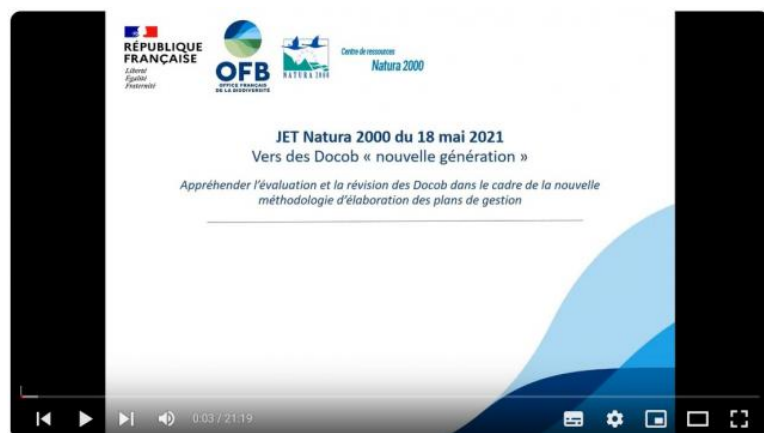 RÉPUBLIQUE
FRANÇAISE
Liberté
Égalité
Fraternité
OFB
OFFICE FRANÇAIS
DE LA BIODIVERSITÉ
NATURA 2000
Centre de ressources
Natura 2000
JET Natura 2000 du 18 mai 2021
Vers des Docob « nouvelle génération »
Appréhender l'évaluation et la révision des Docob dans le cadre de la nouvelle
méthodologie d'élaboration des plans de gestion
0:03 / 21:19